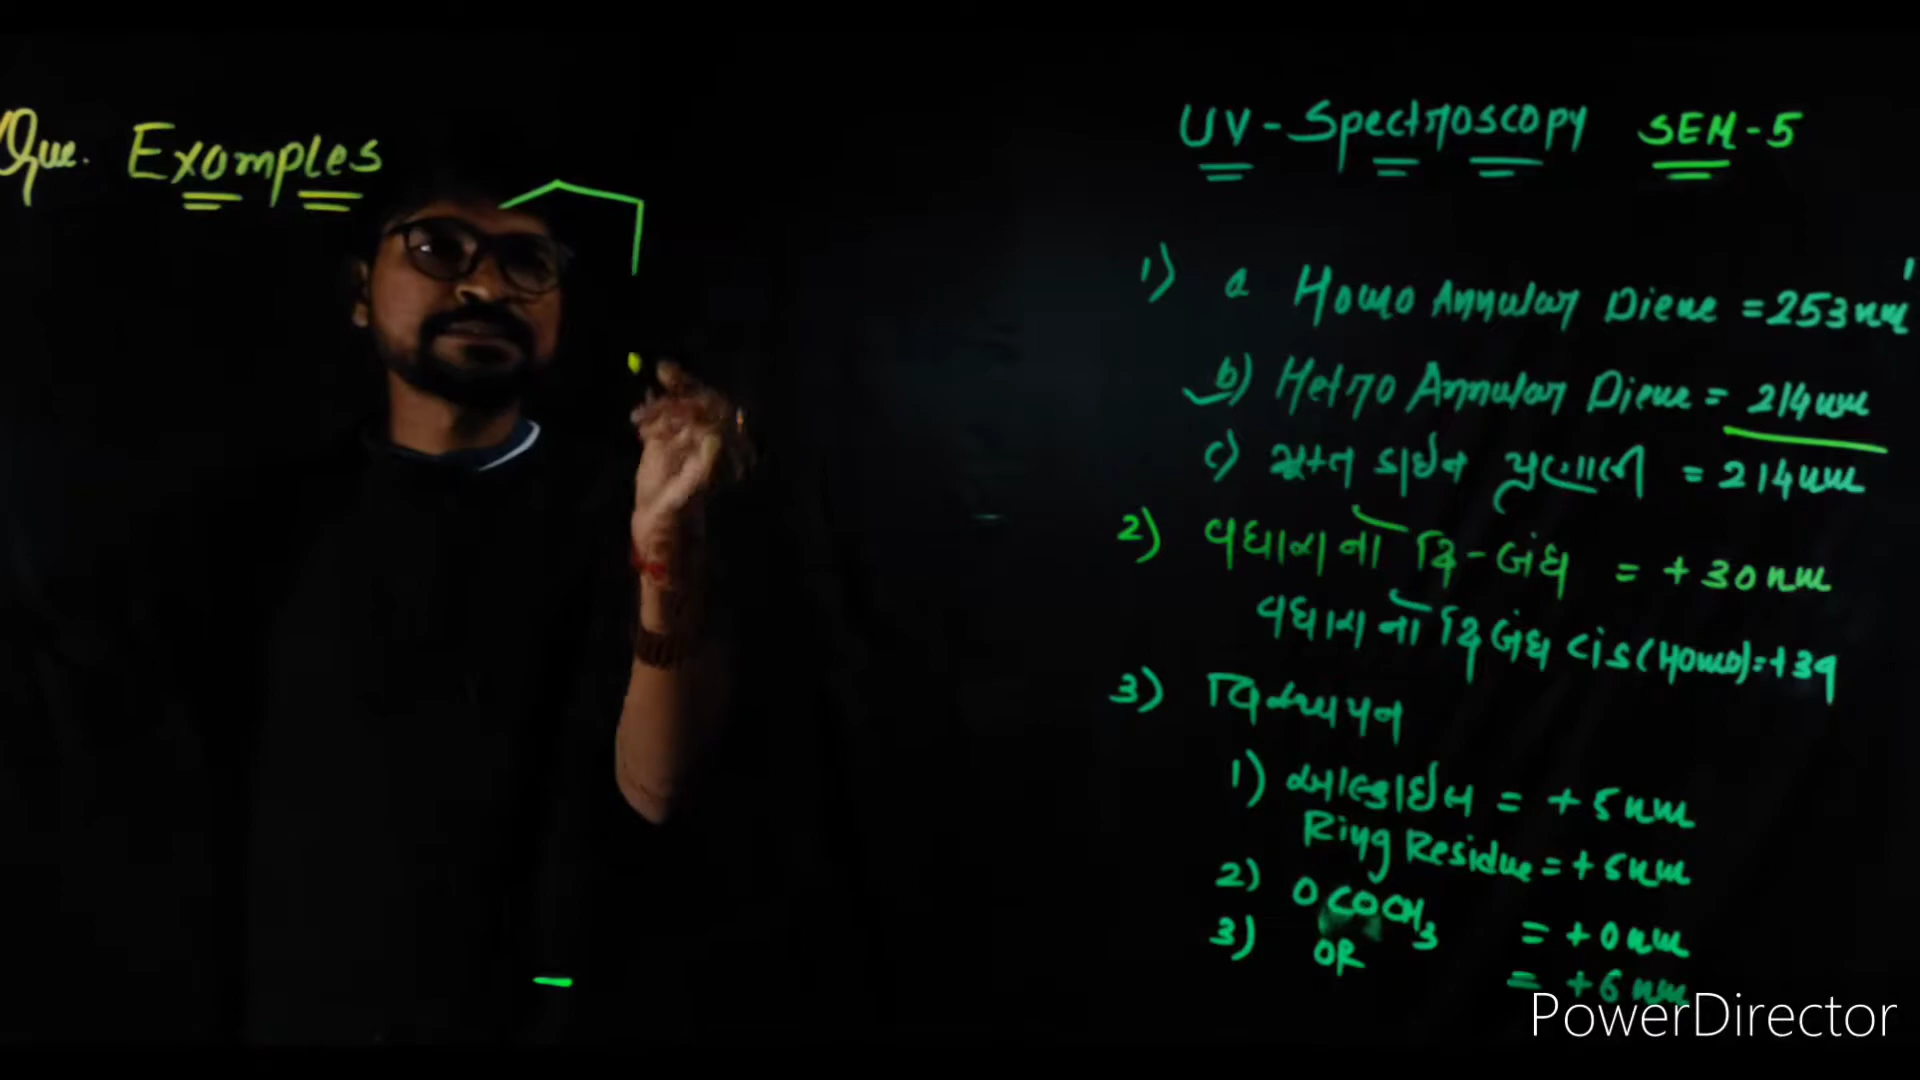 Que. Examples
UV-Spectroscopy SEM-5
1) a Homo Annular Diene = 253nm
b) Hetro Annular Diene = 214nm
c) મુક્ત ડાઈન પ્રણાલી = 214nm
2) વધારાનો દ્વિ-બંધ = +30nm
વધારાનો દ્વિબંધ cis(Homo)=+39
3) વિસ્થાપન
1) આલ્કાઈલ = +5nm
Ring Residue = +5nm
2) OCOCH₃ = +0nm
3) OR = +6nm
PowerDirector